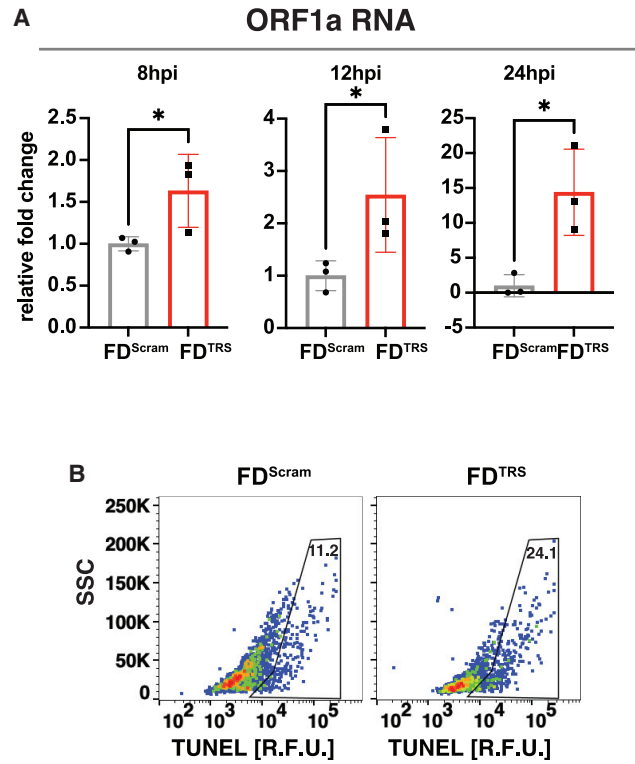 A
ORF1a RNA
8hpi 12hpi 24hpi
* * *
relative fold change
2.5
2.0
1.5
1.0
0.5
0.0
FDScram FDTRS
4
3
2
1
0
FDScram FDTRS
25
20
15
10
5
0
-5
FDScram FDTRS
B
FDScram FDTRS
SSC
250K
200K
150K
100K
50K
0
11.2
24.1
10² 10³ 10⁴ 10⁵
10² 10³ 10⁴ 10⁵
TUNEL [R.F.U.] TUNEL [R.F.U.]